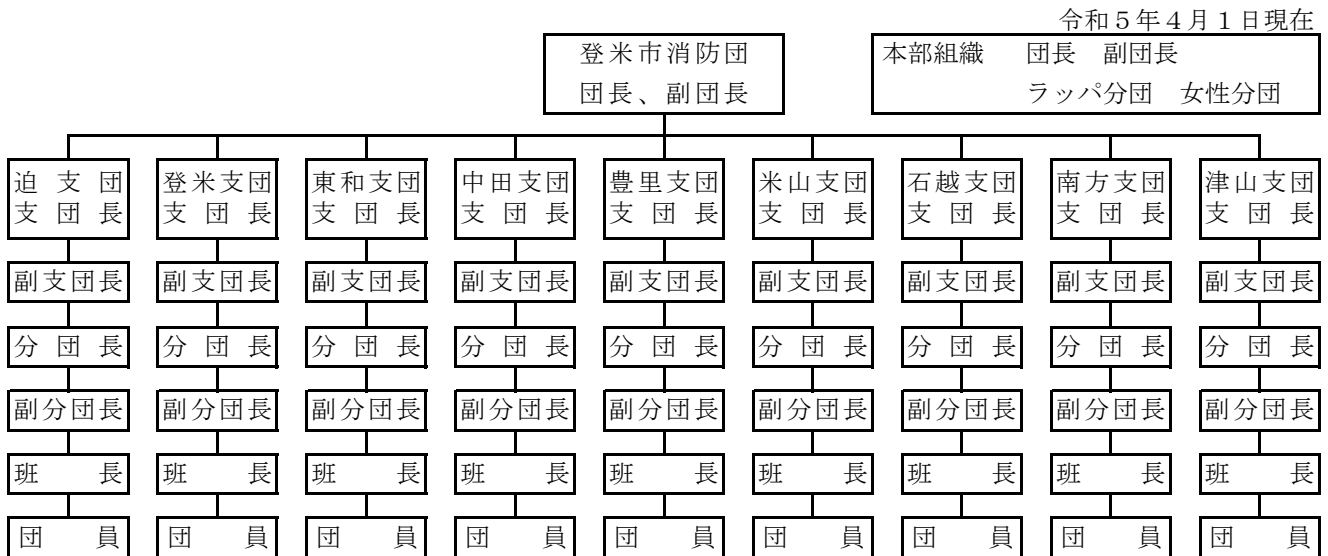 令和５年４月１日現在
登米市消防団
団長、副団長
本部組織　団長　副団長
ラッパ分団　女性分団
迫支団
支団長
登米支団
支団長
東和支団
支団長
中田支団
支団長
豊里支団
支団長
米山支団
支団長
石越支団
支団長
南方支団
支団長
津山支団
支団長
副支団長　副支団長　副支団長　副支団長　副支団長　副支団長　副支団長　副支団長　副支団長
分団長　分団長　分団長　分団長　分団長　分団長　分団長　分団長　分団長
副分団長　副分団長　副分団長　副分団長　副分団長　副分団長　副分団長　副分団長　副分団長
班長　班長　班長　班長　班長　班長　班長　班長　班長
団員　団員　団員　団員　団員　団員　団員　団員　団員